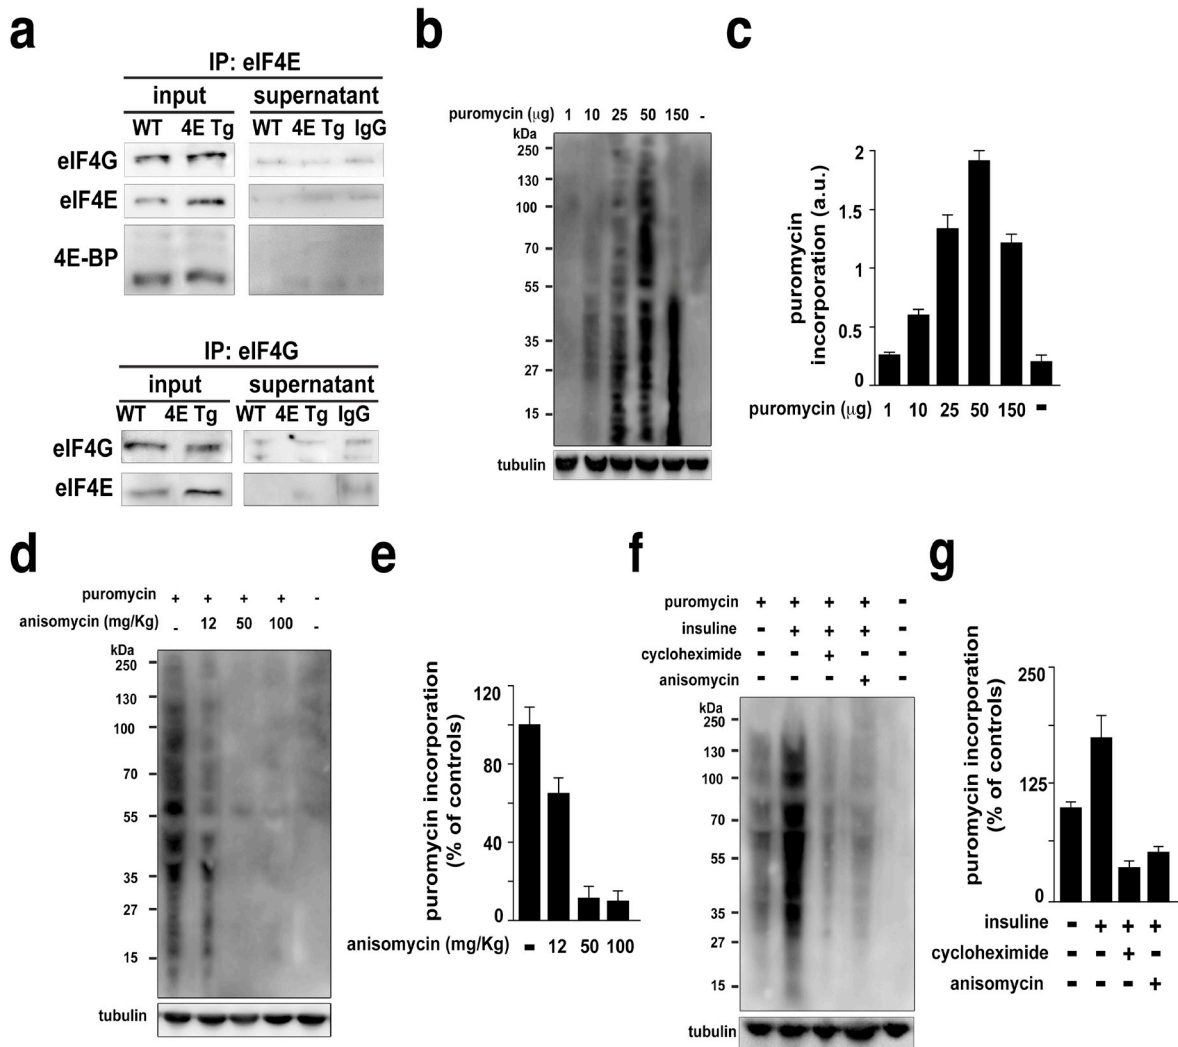 a
IP: eIF4E
input supernatant
WT 4E Tg WT 4E Tg IgG
eIF4G
eIF4E
4E-BP
IP: eIF4G
input supernatant
WT 4E Tg WT 4E Tg IgG
eIF4G
eIF4E
b
puromycin (μg) 1 10 25 50 150 -
kDa
250
130
100
70
55
35
27
15
tubulin
c
puromycin
incorporation (a.u.)
2
1.5
1
0.5
0
puromycin (μg) 1 10 25 50 150 -
d
puromycin + + + + -
anisomycin (mg/Kg) - 12 50 100 -
kDa
250
130
100
70
55
35
27
15
tubulin
e
puromycin incorporation
(% of controls)
120
80
40
0
anisomycin (mg/Kg) - 12 50 100
f
puromycin + + + + -
insuline - + + + -
cycloheximide - - + - -
anisomycin - - - + -
kDa
250
130
100
70
55
35
27
15
tubulin
g
puromycin incorporation
(% of controls)
250
125
0
insuline - + + +
cycloheximide - - + -
anisomycin - - - +